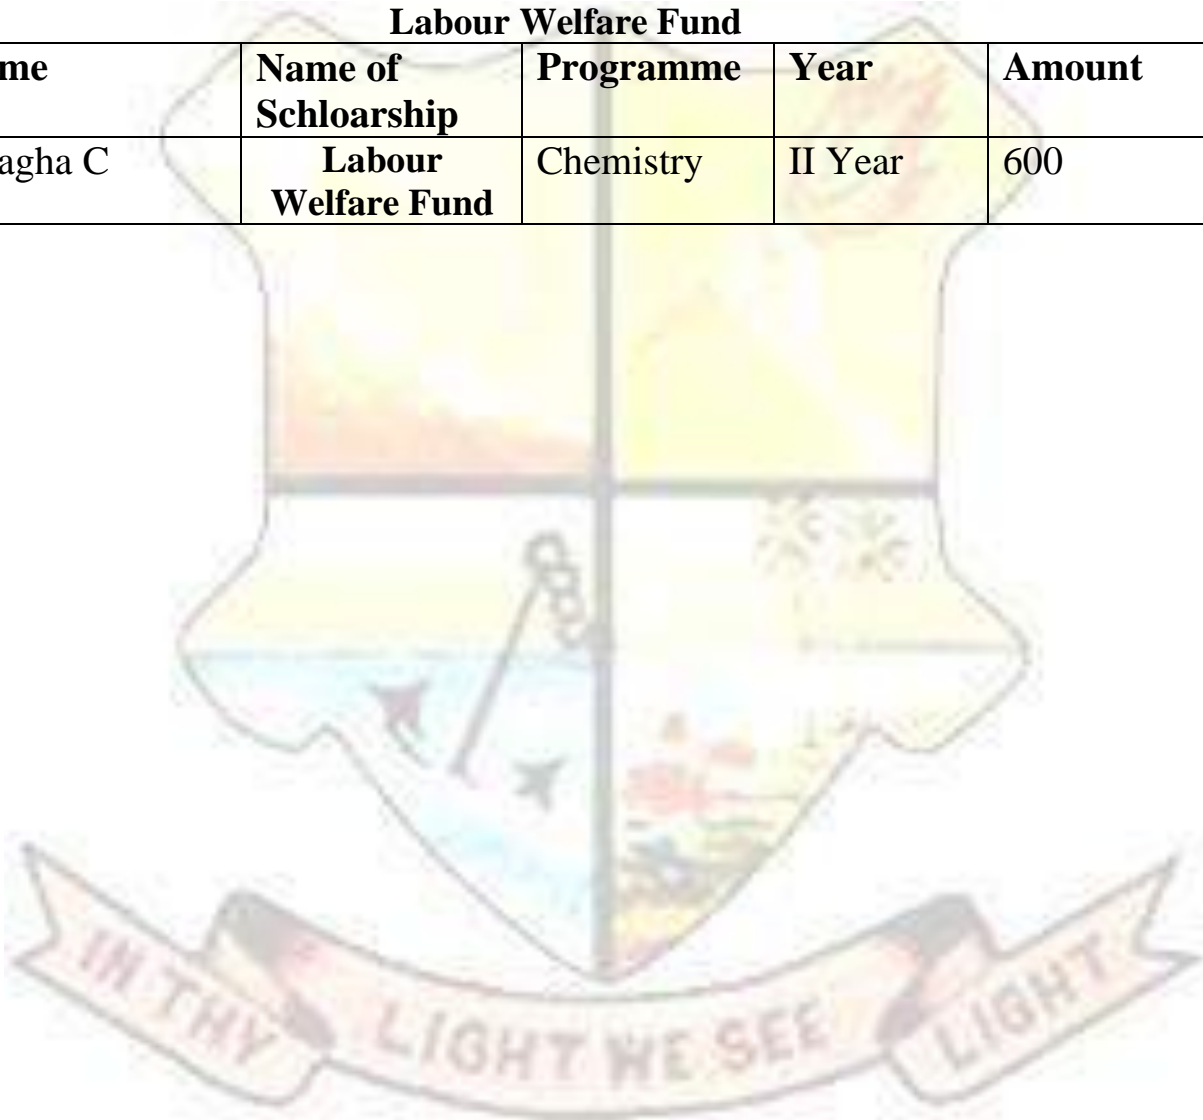 Labour Welfare Fund
me Name of Programme Year Amount
Schloarship
agha C Labour Chemistry II Year 600
Welfare Fund
IN THY LIGHT WE SEE LIGHT